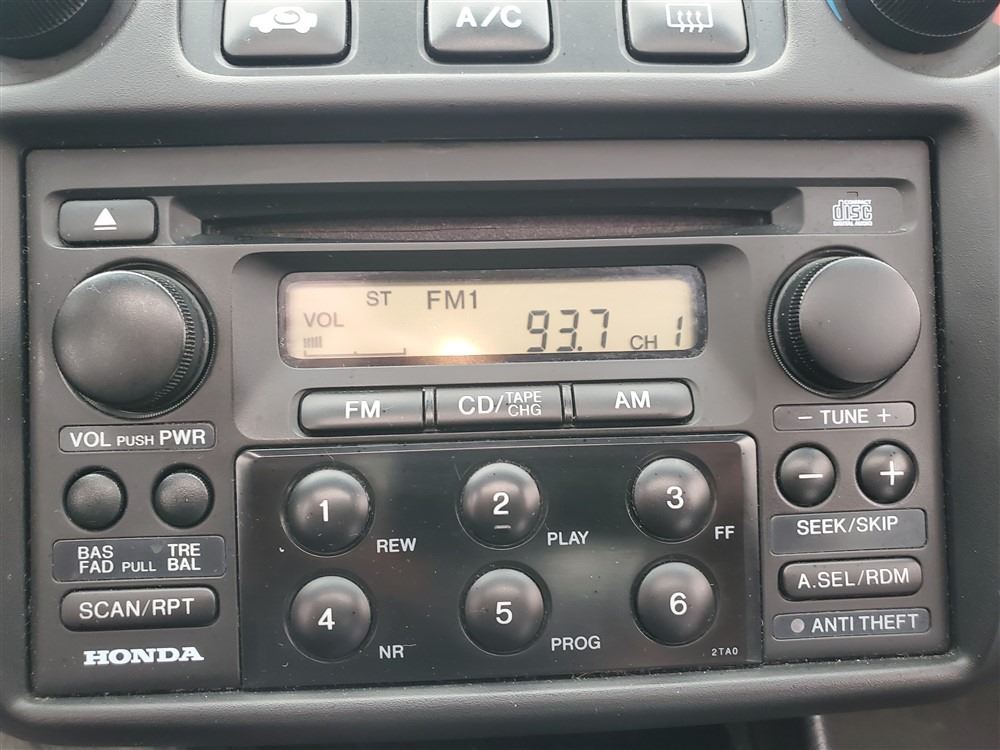 A/C
COMPACT
disc
DIGITAL AUDIO
ST FM1
VOL
93.7 CH 1
FM CD/TAPE CHG AM
VOL PUSH PWR
− TUNE +
− +
SEEK/SKIP
BAS TRE
FAD PULL BAL
SCAN/RPT
HONDA
1 REW
2 PLAY
3 FF
4 NR
5 PROG
6
2TA0
A.SEL/RDM
ANTI THEFT